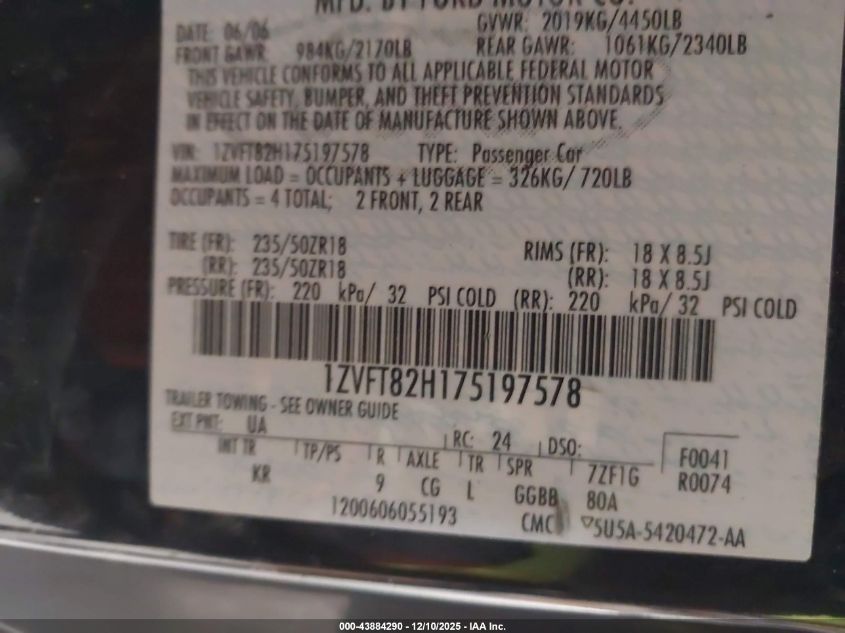 MFD. BY FORD MOTOR CO.
DATE: 06/06 GVWR: 2019KG/4450LB
FRONT GAWR: 984KG/2170LB REAR GAWR: 1061KG/2340LB
THIS VEHICLE CONFORMS TO ALL APPLICABLE FEDERAL MOTOR
VEHICLE SAFETY, BUMPER, AND THEFT PREVENTION STANDARDS
IN EFFECT ON THE DATE OF MANUFACTURE SHOWN ABOVE.
VIN: 1ZVFT82H175197578 TYPE: Passenger Car
MAXIMUM LOAD = OCCUPANTS + LUGGAGE = 326KG/ 720LB
OCCUPANTS = 4 TOTAL; 2 FRONT, 2 REAR
TIRE (FR): 235/50ZR18 RIMS (FR): 18 X 8.5J
(RR): 235/50ZR18 (RR): 18 X 8.5J
PRESSURE (FR): 220 kPa/ 32 PSI COLD (RR): 220 kPa/ 32 PSI COLD
1ZVFT82H175197578
TRAILER TOWING - SEE OWNER GUIDE
EXT PNT: UA RC: 24 DSO: F0041
INT TR TP/PS R AXLE TR SPR 7ZF1G R0074
KR 9 CG L GGBB 80A
1200606055193 CMC 5U5A-5420472-AA
000-43884290 - 12/10/2025 - IAA Inc.